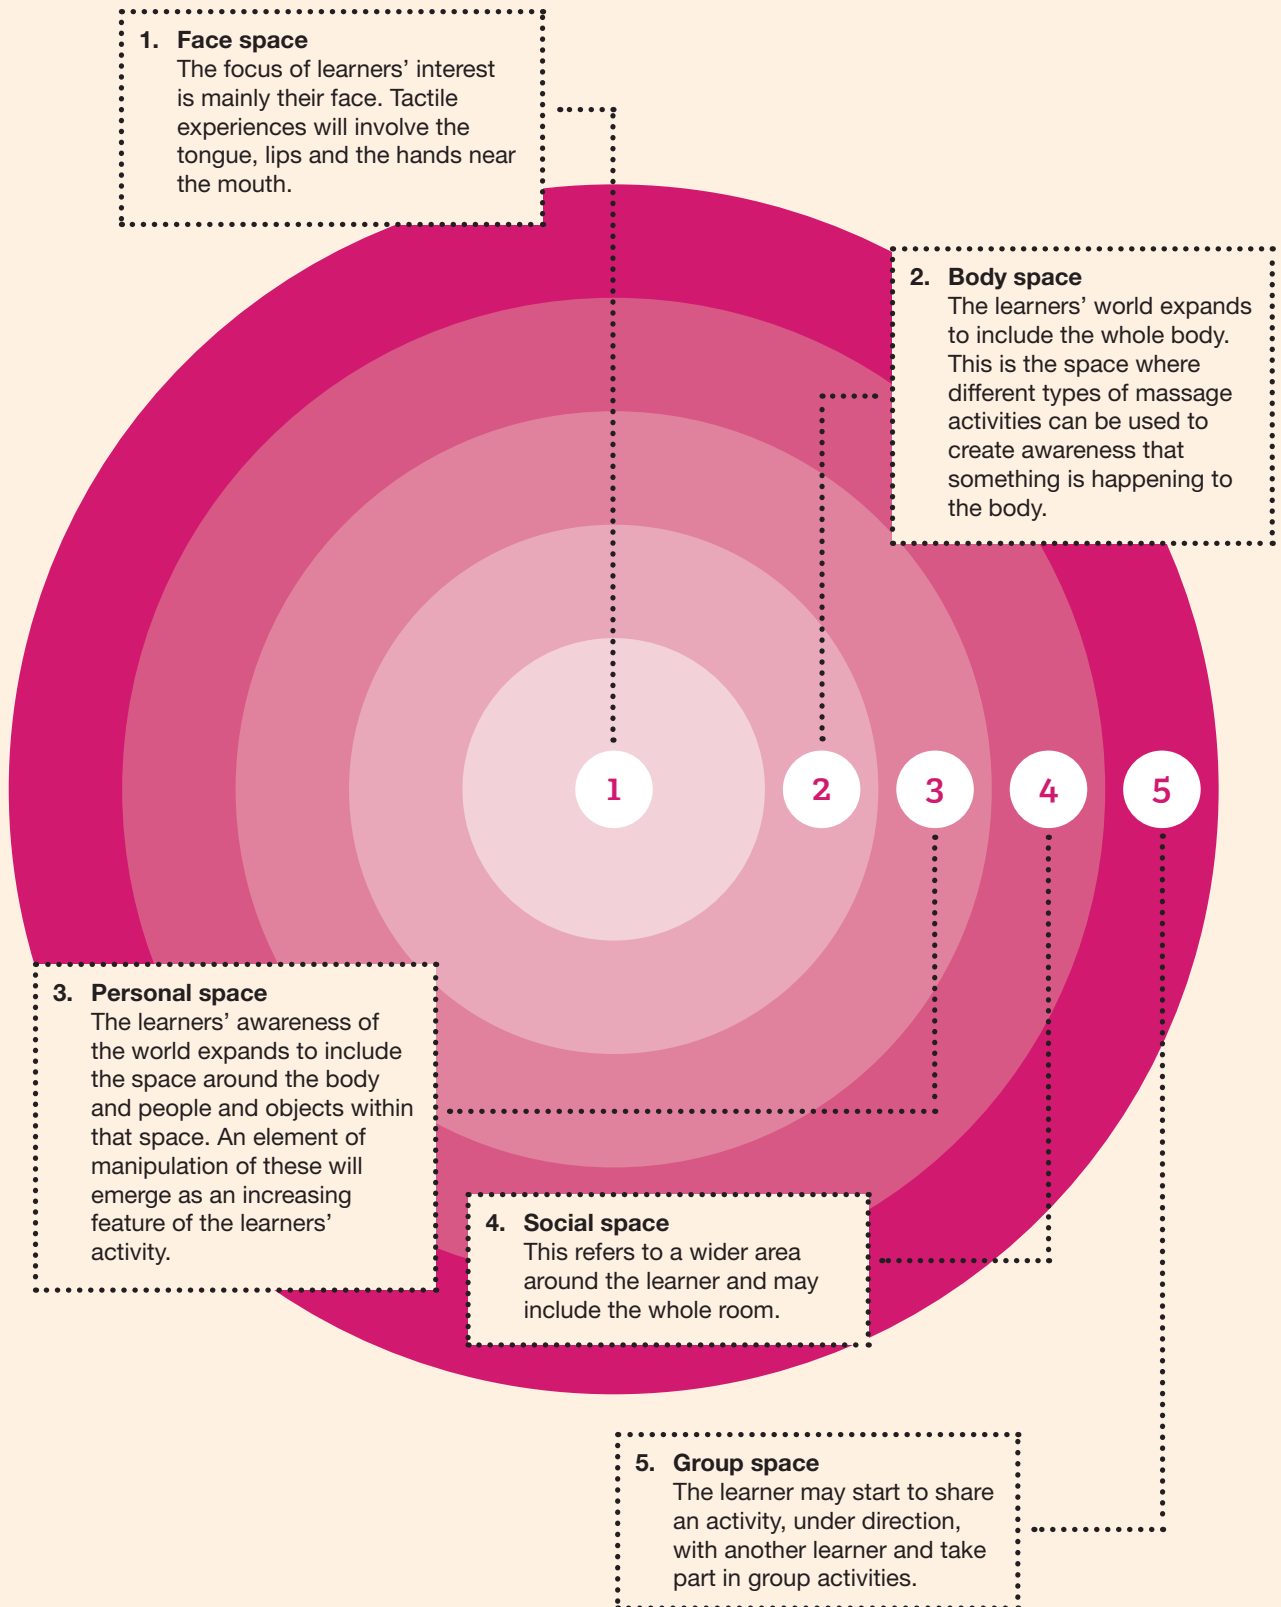 1. Face space
The focus of learners’ interest
is mainly their face. Tactile
experiences will involve the
tongue, lips and the hands near
the mouth.
2. Body space
The learners’ world expands
to include the whole body.
This is the space where
different types of massage
activities can be used to
create awareness that
something is happening to
the body.
1 2 3 4 5
3. Personal space
The learners’ awareness of
the world expands to include
the space around the body
and people and objects within
that space. An element of
manipulation of these will
emerge as an increasing
feature of the learners’
activity.
4. Social space
This refers to a wider area
around the learner and may
include the whole room.
5. Group space
The learner may start to share
an activity, under direction,
with another learner and take
part in group activities.